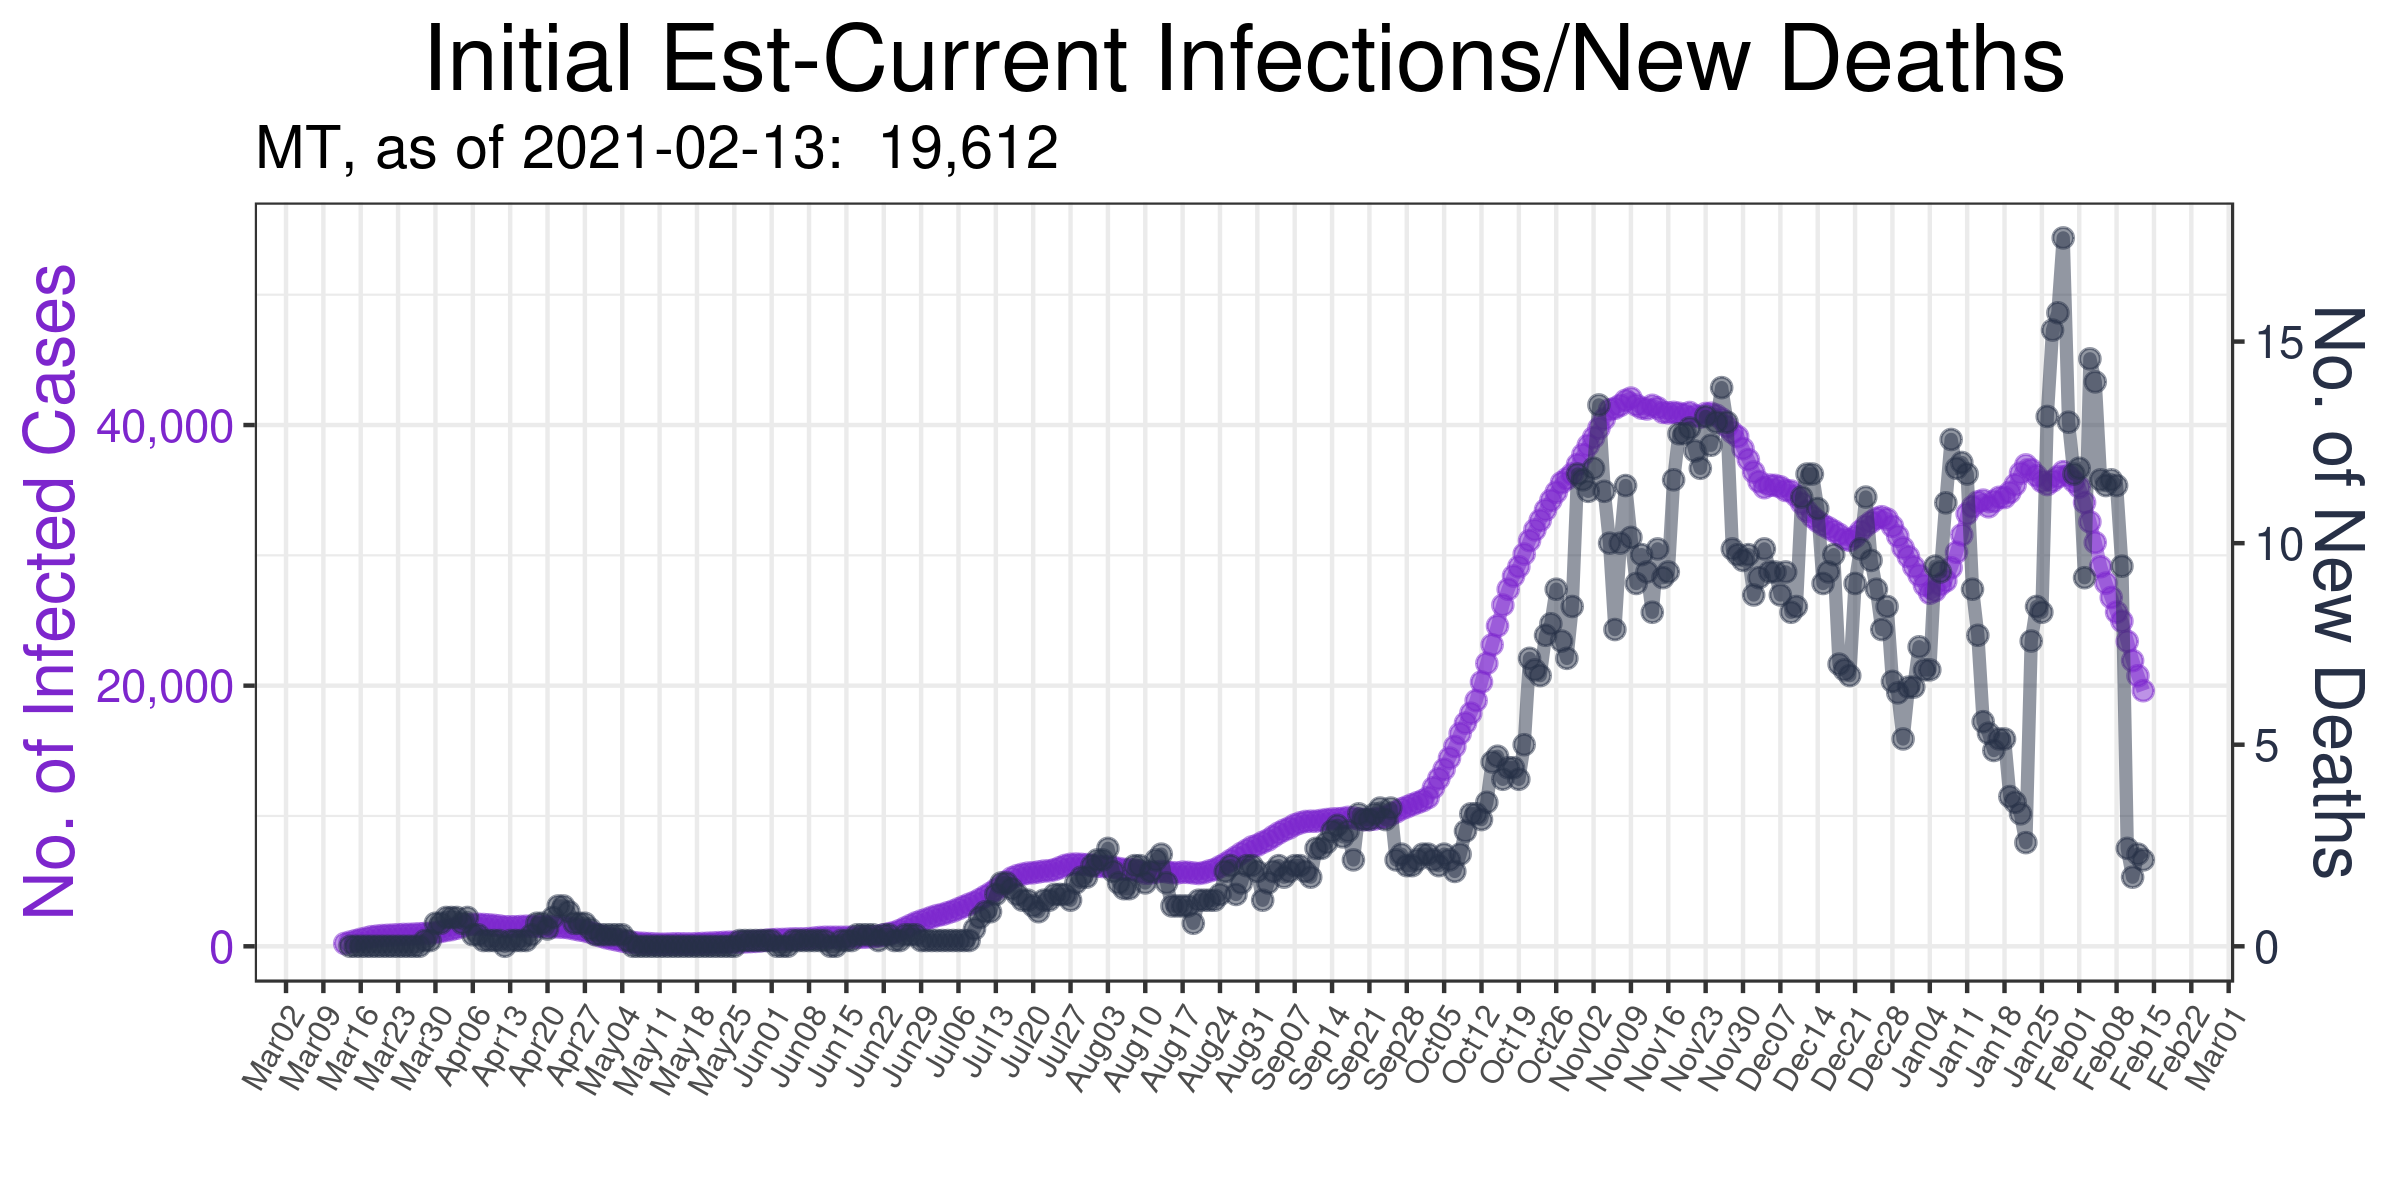 Initial Est-Current Infections/New Deaths
MT, as of 2021-02-13:  19,612
No. of Infected Cases
40,000
20,000
0
No. of New Deaths
15
10
5
0
Mar02
Mar09
Mar16
Mar23
Mar30
Apr06
Apr13
Apr20
Apr27
May04
May11
May18
May25
Jun01
Jun08
Jun15
Jun22
Jun29
Jul06
Jul13
Jul20
Jul27
Aug03
Aug10
Aug17
Aug24
Aug31
Sep07
Sep14
Sep21
Sep28
Oct05
Oct12
Oct19
Oct26
Nov02
Nov09
Nov16
Nov23
Nov30
Dec07
Dec14
Dec21
Dec28
Jan04
Jan11
Jan18
Jan25
Feb01
Feb08
Feb15
Feb22
Mar01